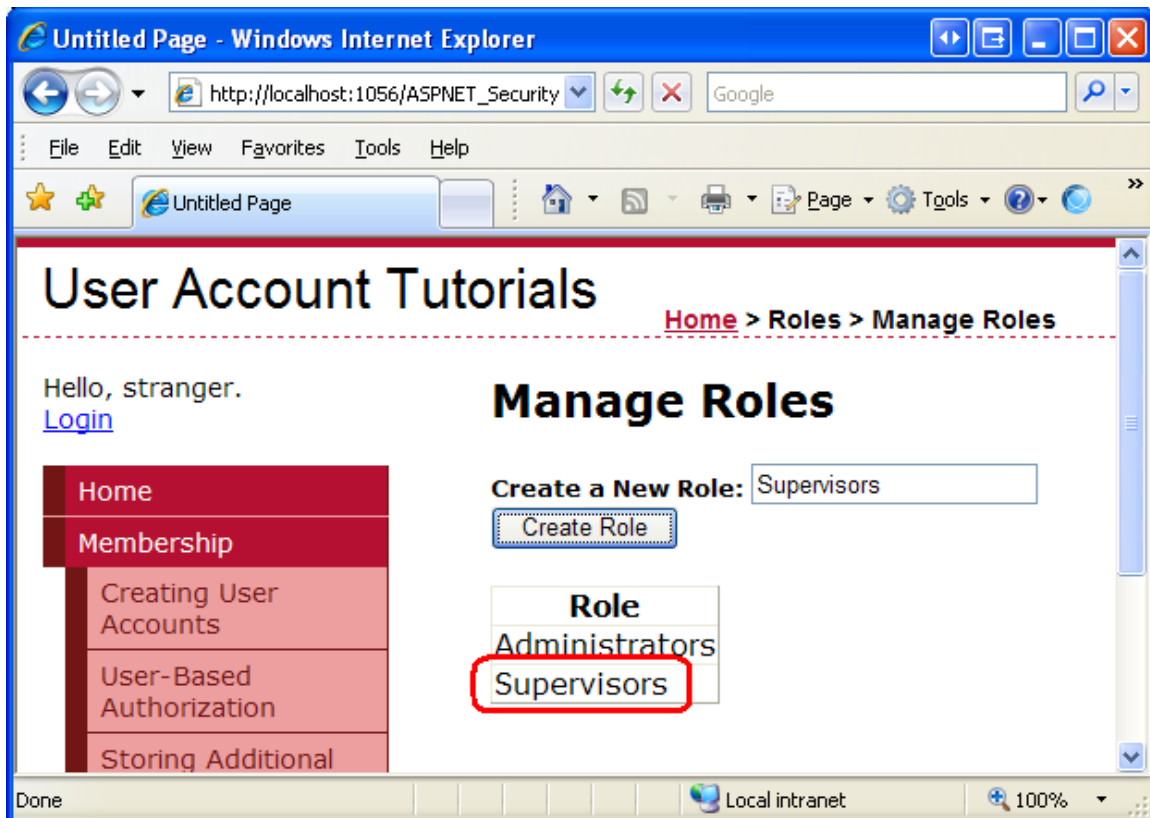 Untitled Page - Windows Internet Explorer
http://localhost:1056/ASPNET_Security
Google
File Edit View Favorites Tools Help
Untitled Page
Page
Tools
User Account Tutorials
Home > Roles > Manage Roles
Hello, stranger.
Login
Home
Membership
Creating User
Accounts
User-Based
Authorization
Storing Additional
Manage Roles
Create a New Role: Supervisors
Create Role
Role
Administrators
Supervisors
Done
Local intranet
100%